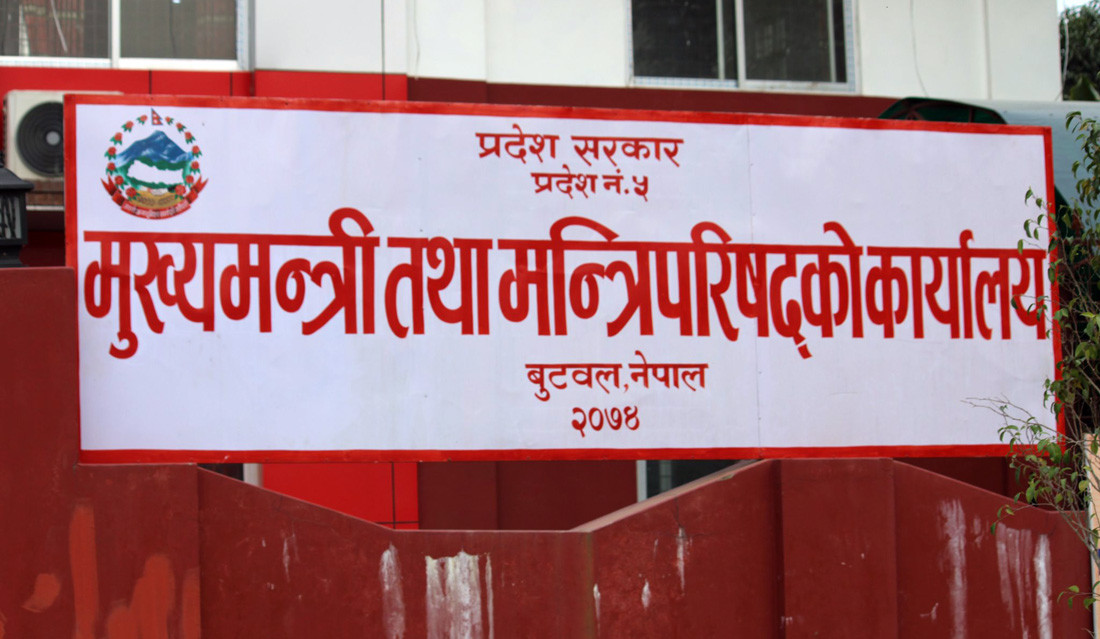 प्रदेश सरकार
प्रदेश नं. ५
मुख्यमन्त्री तथा मन्त्रिपरिषद्को कार्यालय
बुटवल, नेपाल
२०७४